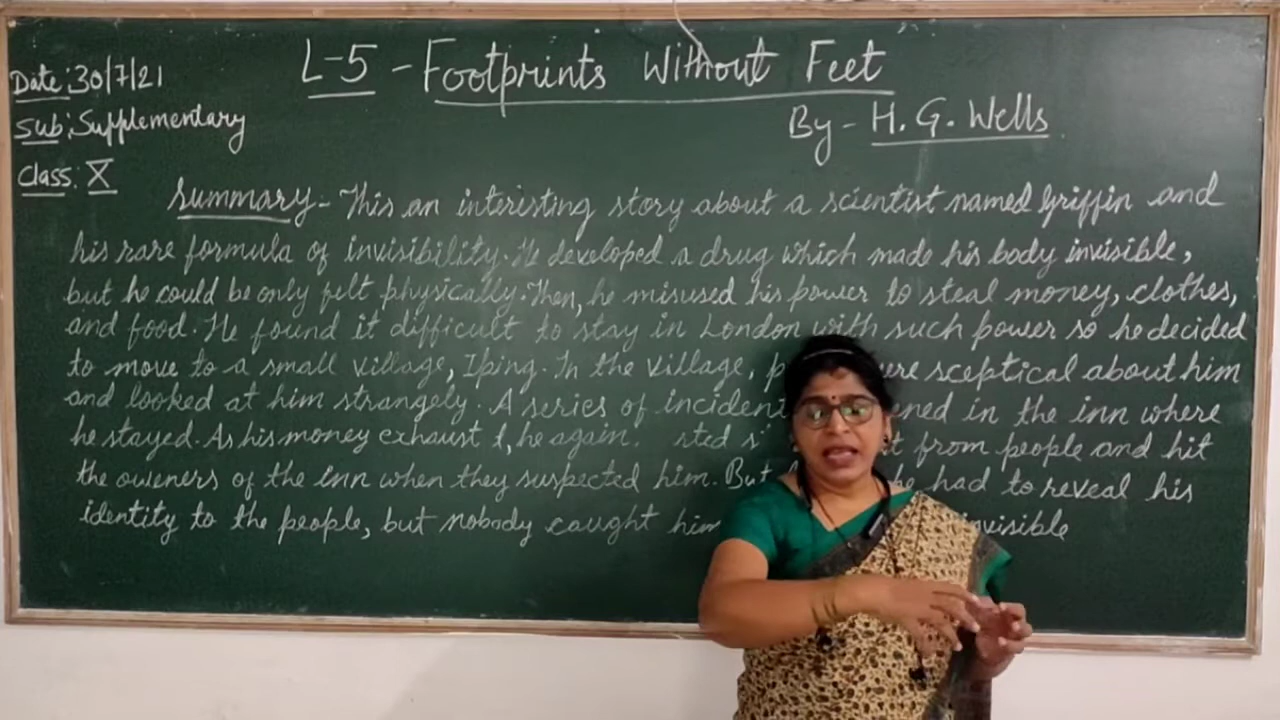 L-5 - Footprints Without Feet
Date: 30/7/21
Sub: Supplementary
By - H. G. Wells
Class: X
Summary - This an interisting story about a scientist named Griffin and
his rare formula of invisibility. He developed a drug which made his body invisible,
but he could be only felt physically. Then, he misused his power to steal money, clothes,
and food. He found it difficult to stay in London with such power so he decided
to move to a small village, Iping. In the village, sceptical about him
and looked at him strangely. A series of in the inn where
he stayed. As his money he again from people and hit
the oweners of the inn when they suspected him. But he had to reveal his
identity to the people, but nobody caught him invisible